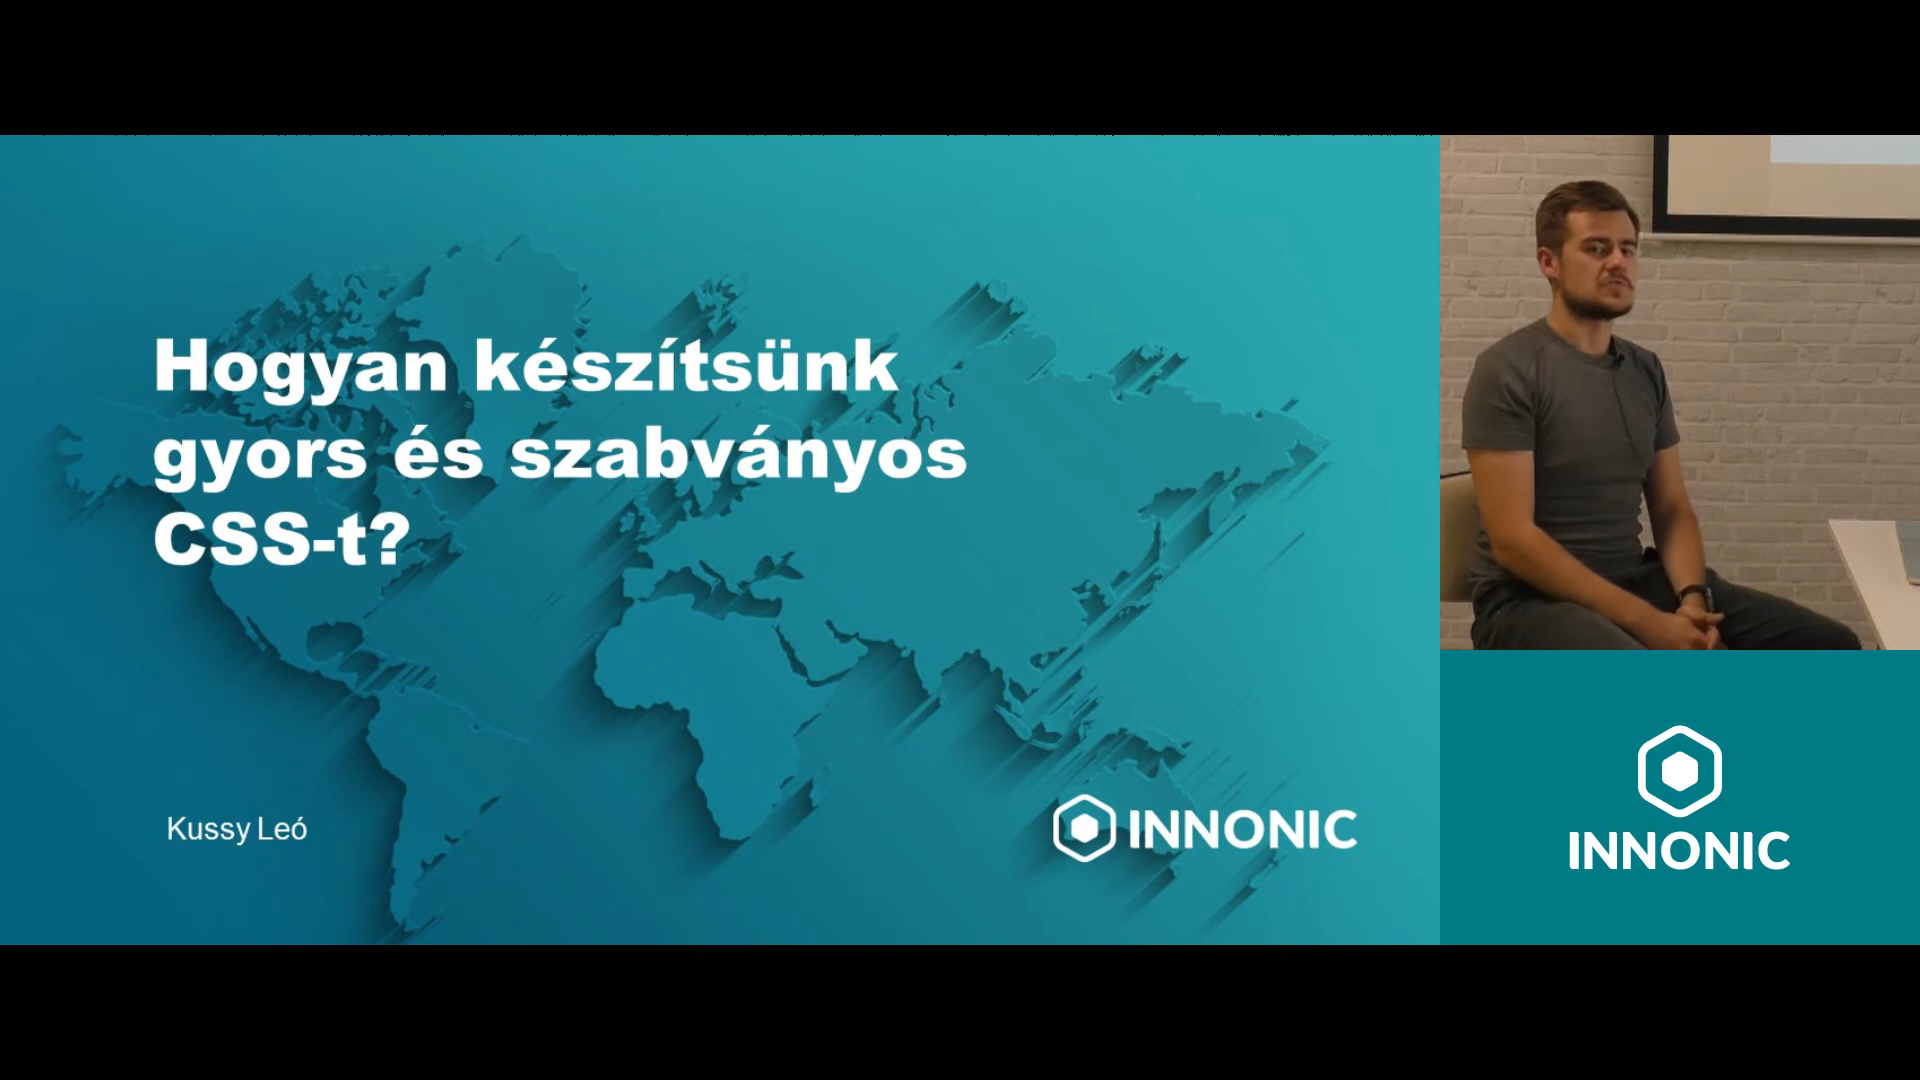 Hogyan készítsünk
gyors és szabványos
CSS-t?
Kussy Leó
INNONIC
INNONIC